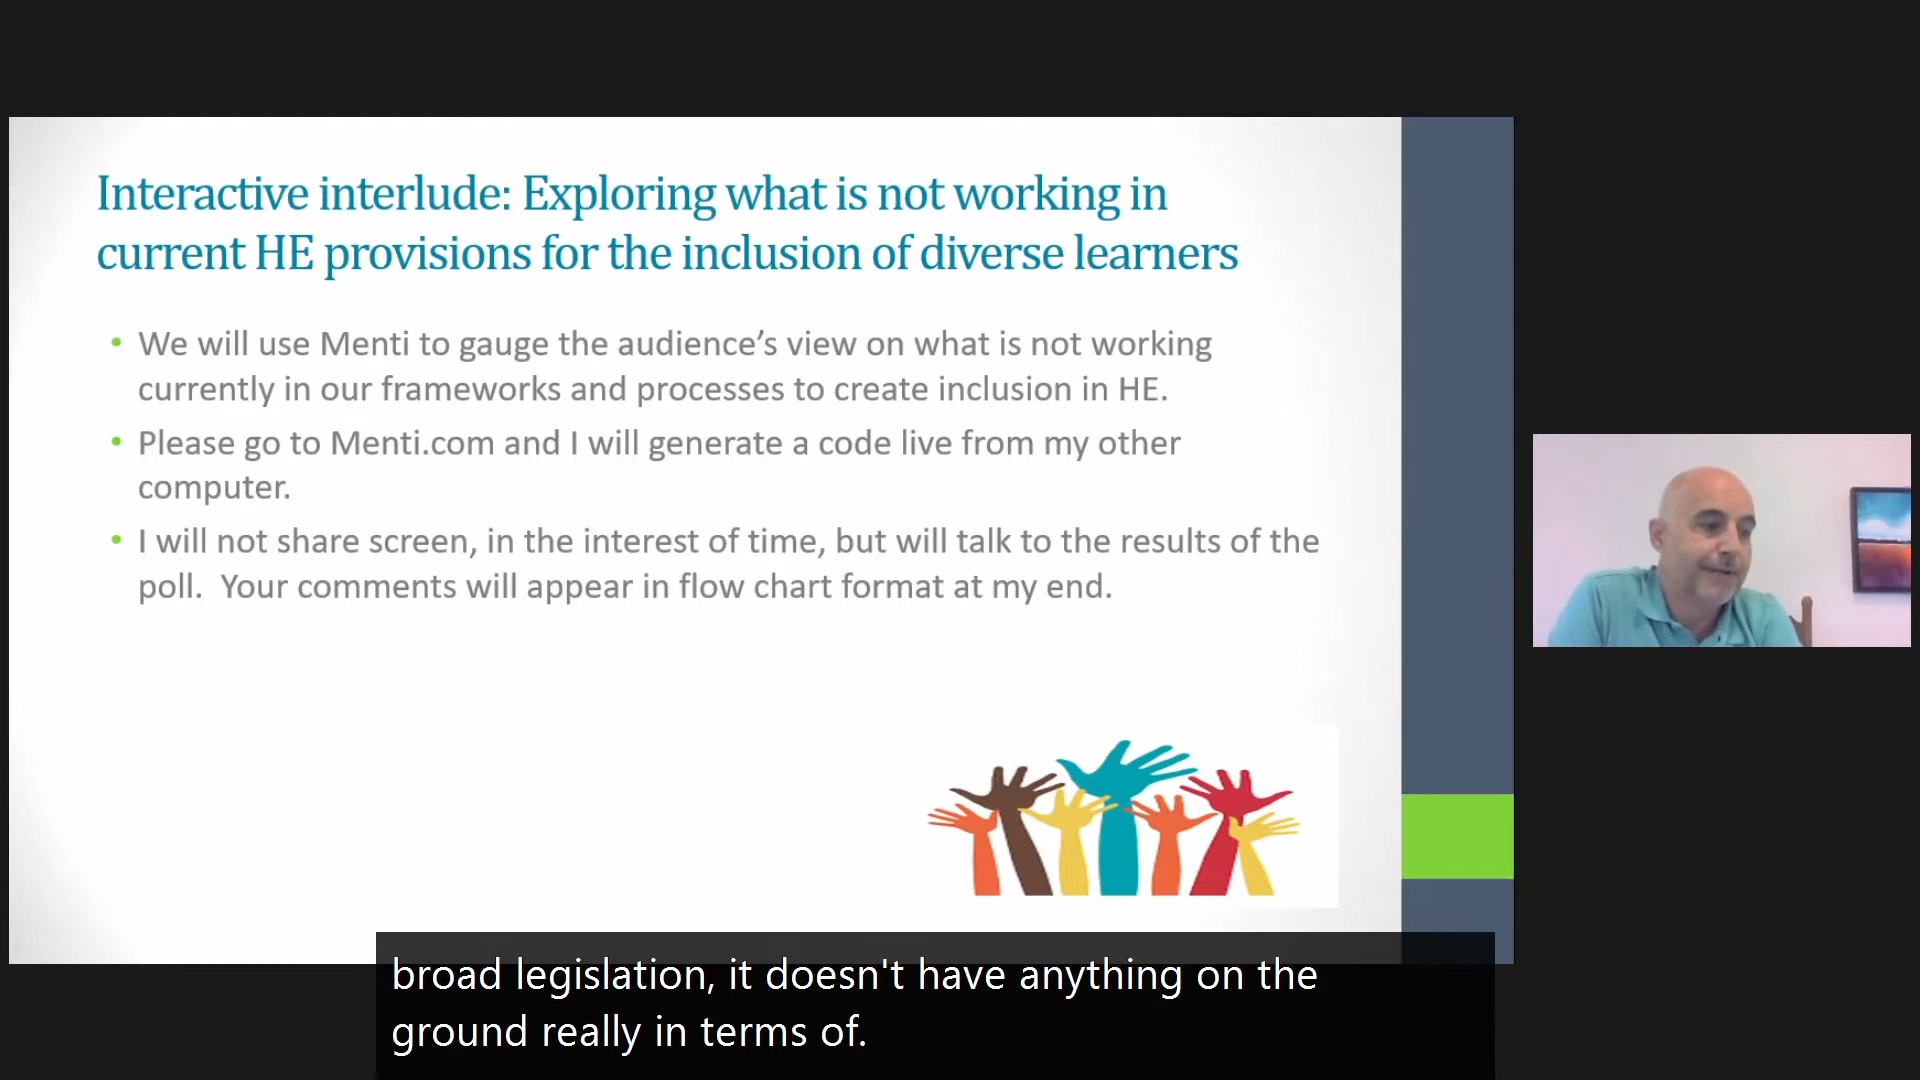 Interactive interlude: Exploring what is not working in
current HE provisions for the inclusion of diverse learners
• We will use Menti to gauge the audience’s view on what is not working
currently in our frameworks and processes to create inclusion in HE.
• Please go to Menti.com and I will generate a code live from my other
computer.
• I will not share screen, in the interest of time, but will talk to the results of the
poll.  Your comments will appear in flow chart format at my end.
broad legislation, it doesn't have anything on the
ground really in terms of.